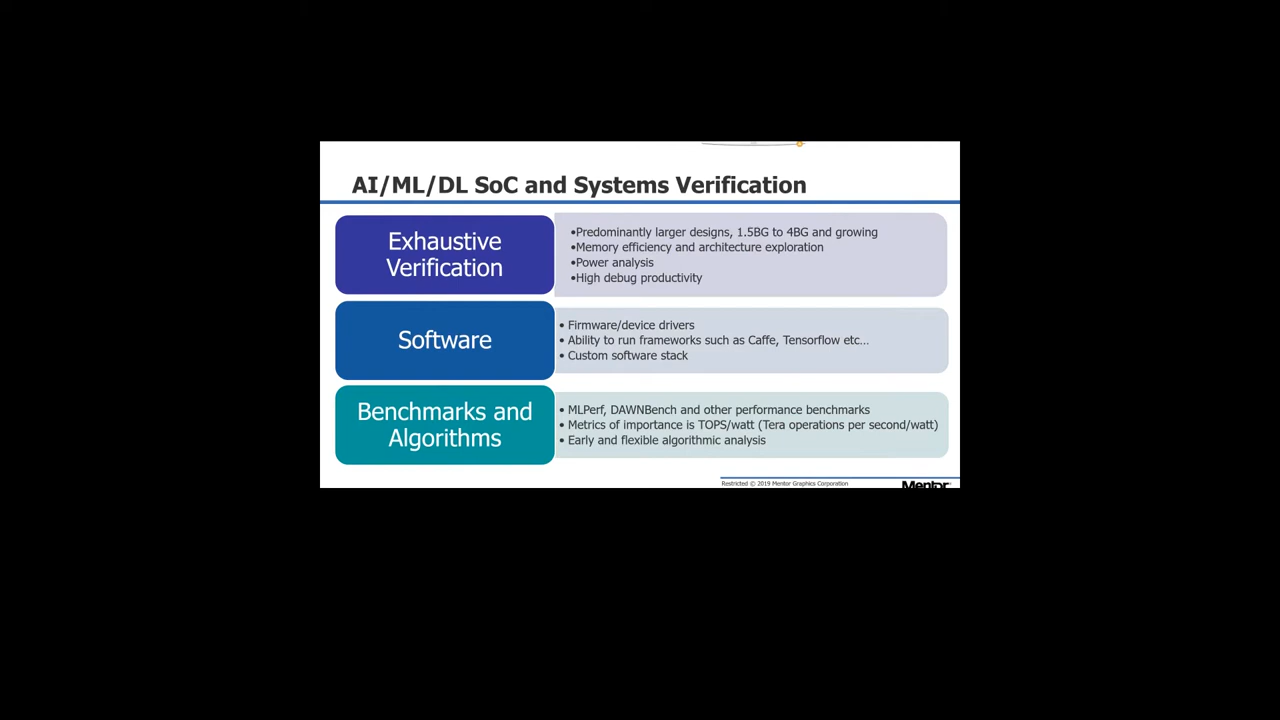 AI/ML/DL SoC and Systems Verification
Exhaustive
Verification
•Predominantly larger designs, 1.5BG to 4BG and growing
•Memory efficiency and architecture exploration
•Power analysis
•High debug productivity
Software
• Firmware/device drivers
• Ability to run frameworks such as Caffe, Tensorflow etc…
• Custom software stack
Benchmarks and
Algorithms
• MLPerf, DAWNBench and other performance benchmarks
• Metrics of importance is TOPS/watt (Tera operations per second/watt)
• Early and flexible algorithmic analysis
Restricted © 2019 Mentor Graphics Corporation
Mentor